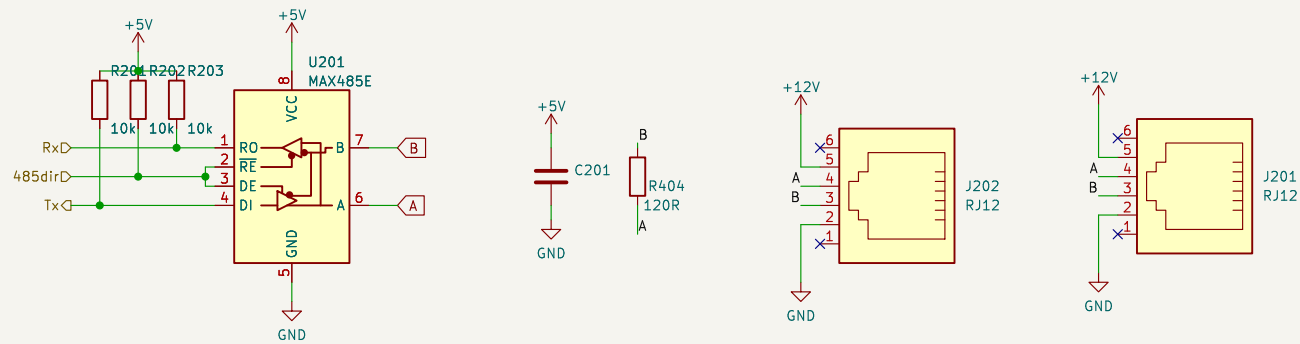 +5V
R201 R202 R203
10k 10k 10k
Rx
485dir
Tx
+5V
U201
MAX485E
8
VCC
1 RO
2 RE
3 DE
4 DI
B 7
A 6
GND
5
GND
B
A
+5V
C201
GND
B
R404
120R
A
+12V
6
5
A 4
B 3
2
1
J202
RJ12
GND
+12V
6
5
A 4
B 3
2
1
J201
RJ12
GND